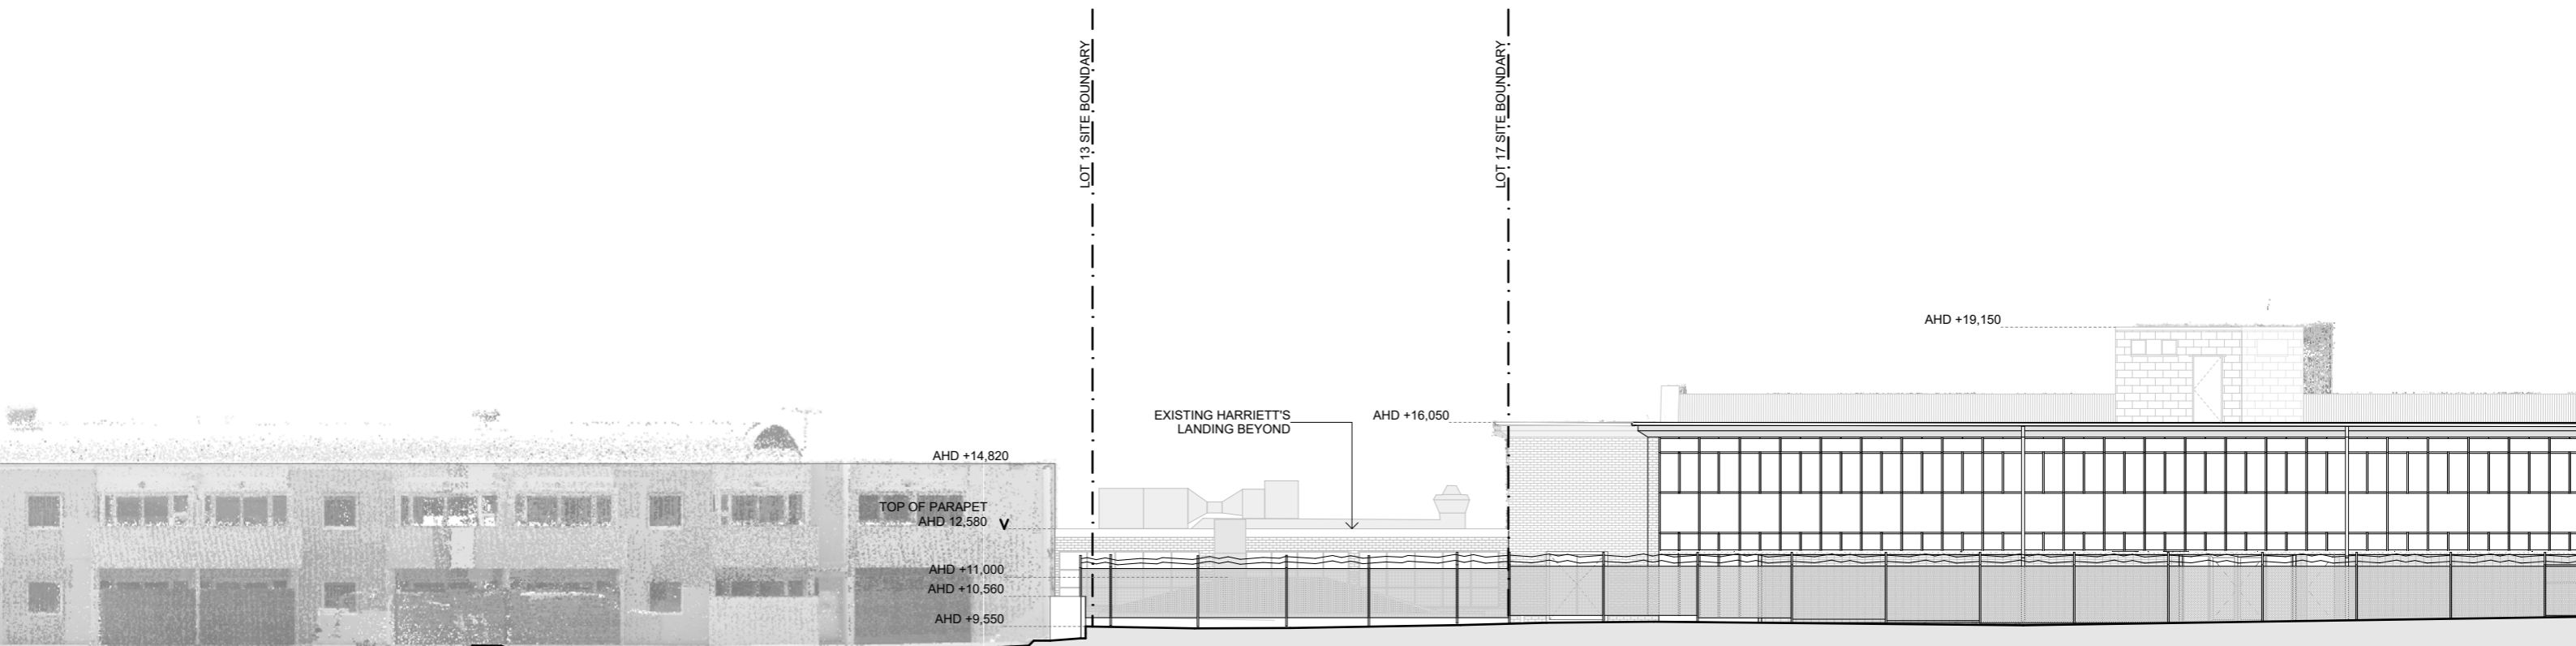 LOT 13 SITE BOUNDARY
LOT 17 SITE BOUNDARY
AHD +19,150
EXISTING HARRIETT'S
LANDING BEYOND
AHD +16,050
AHD +14,820
TOP OF PARAPET
AHD 12,580
AHD +11,000
AHD +10,560
AHD +9,550